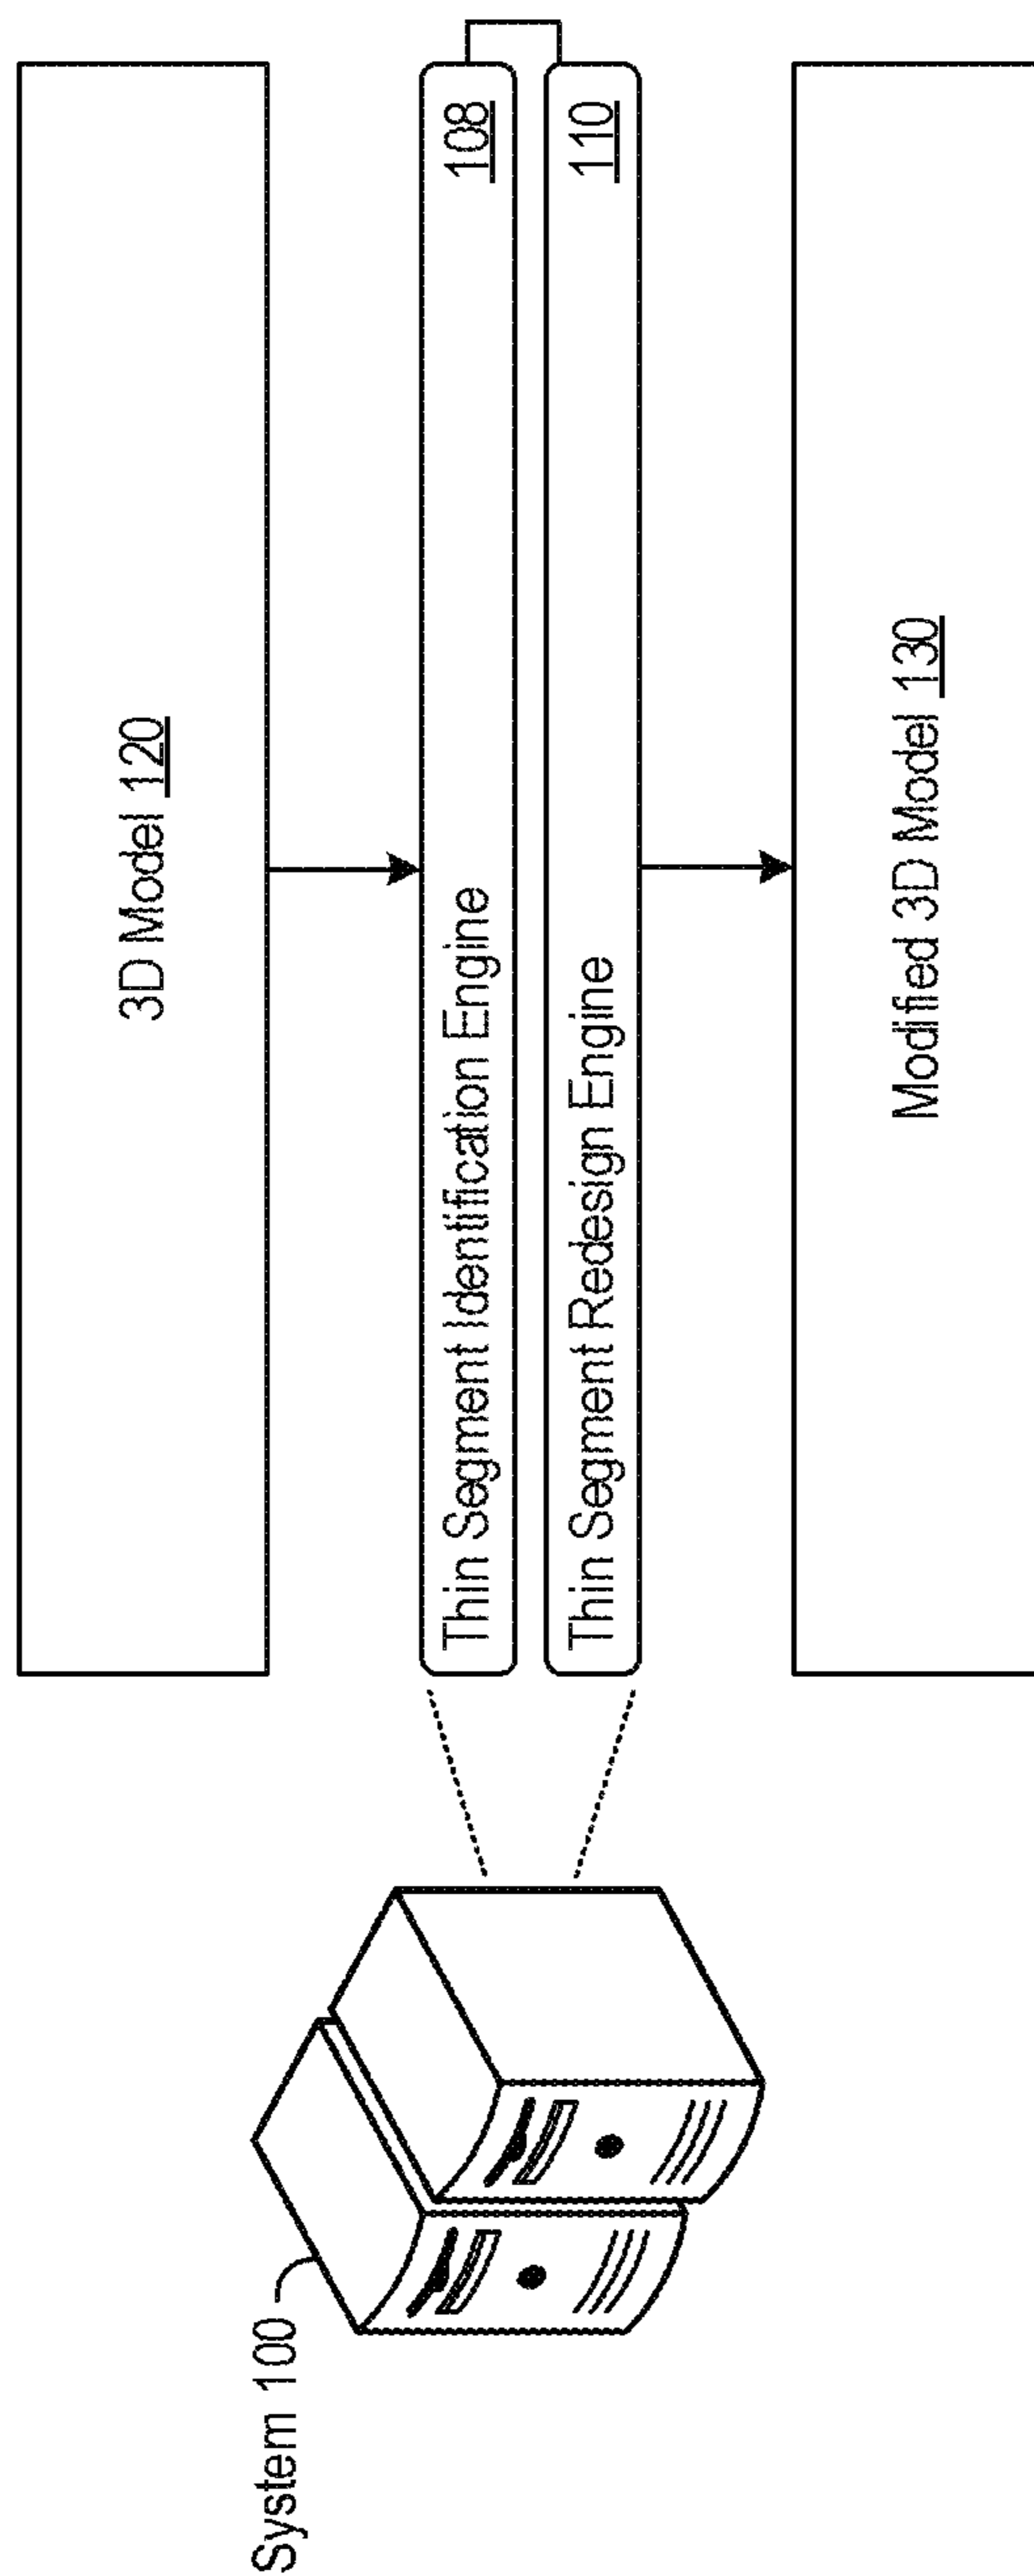 System 100
3D Model 120
Thin Segment Identification Engine 108
Thin Segment Redesign Engine 110
Modified 3D Model 130